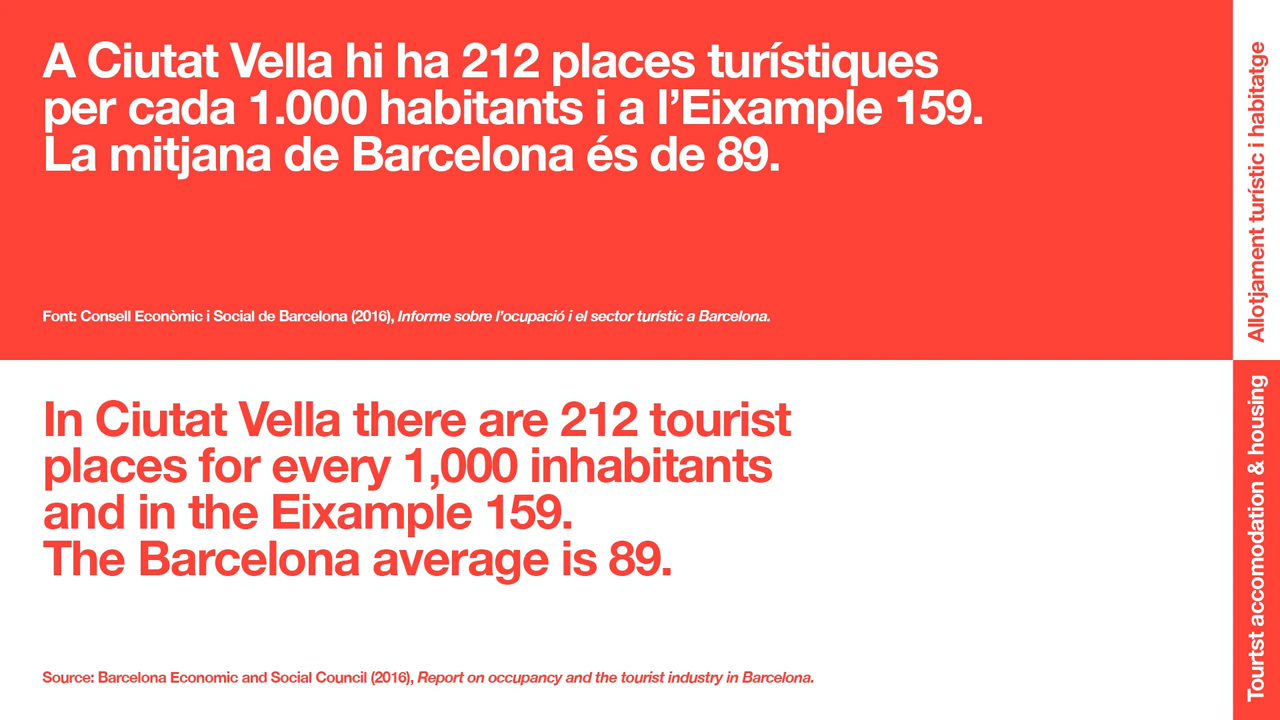 A Ciutat Vella hi ha 212 places turístiques
per cada 1.000 habitants i a l’Eixample 159.
La mitjana de Barcelona és de 89.
Font: Consell Econòmic i Social de Barcelona (2016), Informe sobre l’ocupació i el sector turístic a Barcelona.
Allotjament turístic i habitatge
In Ciutat Vella there are 212 tourist
places for every 1,000 inhabitants
and in the Eixample 159.
The Barcelona average is 89.
Source: Barcelona Economic and Social Council (2016), Report on occupancy and the tourist industry in Barcelona.
Tourtst accomodation & housing